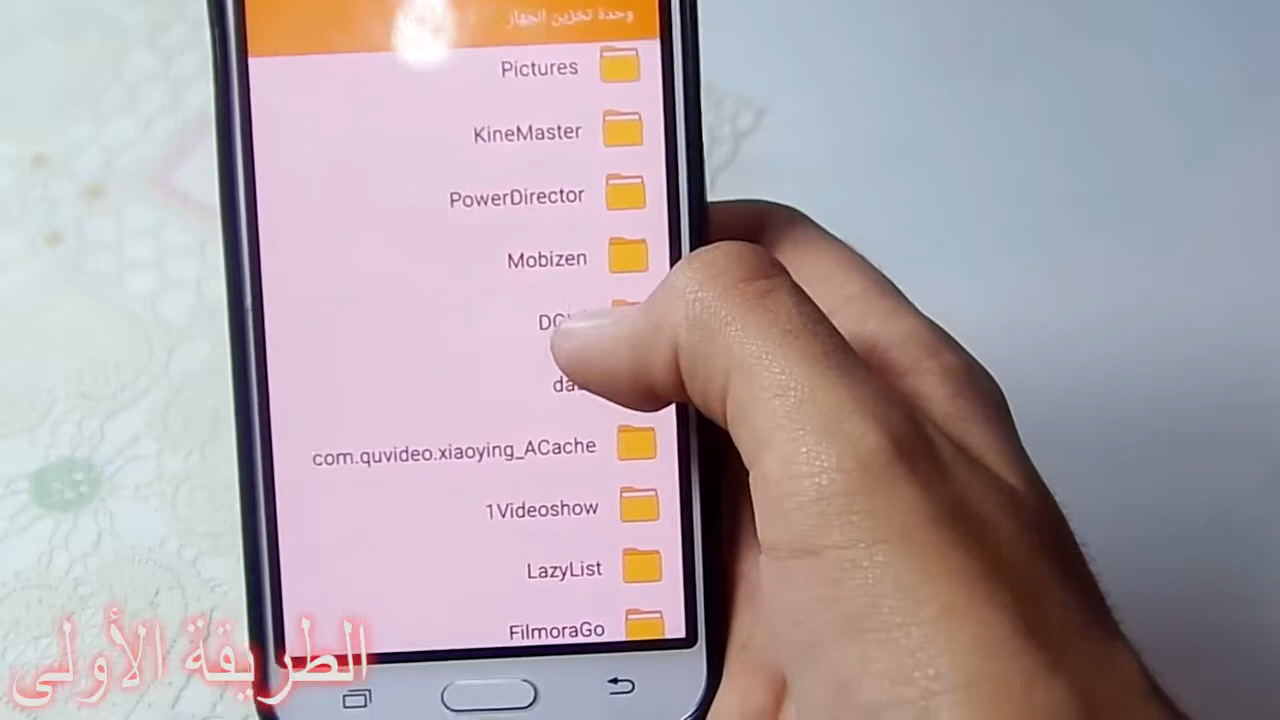 وحدة تخزين الجهاز
Pictures
KineMaster
PowerDirector
Mobizen
com.quvideo.xiaoying_ACache
1Videoshow
LazyList
FilmoraGo
الطريقة الأولى